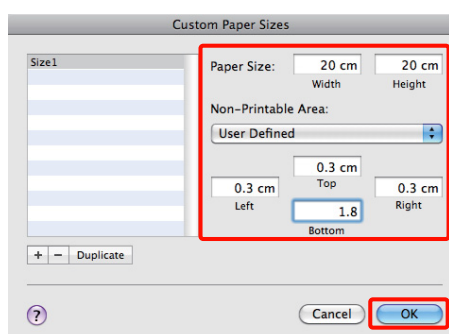 Custom Paper Sizes
Size1
Paper Size: 20 cm 20 cm
Width Height
Non-Printable Area:
User Defined
0.3 cm
Top
0.3 cm 0.3 cm
Left Right
1.8
Bottom
+ − Duplicate
? Cancel OK